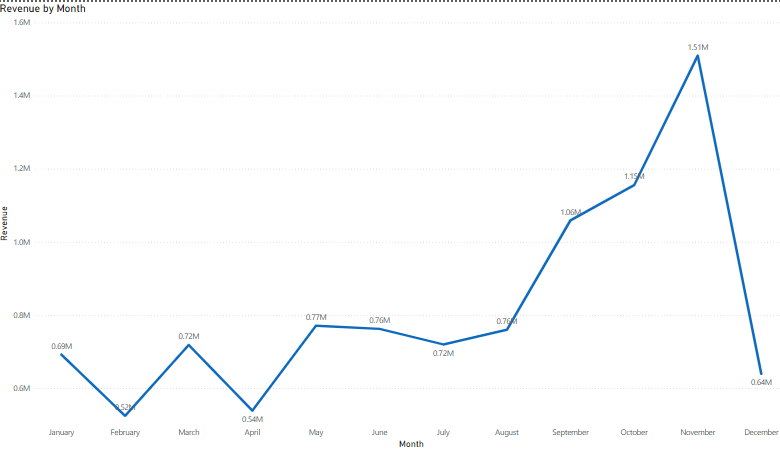 Revenue by Month
1.6M
1.4M
1.2M
1.0M
0.8M
0.6M
Revenue
0.69M
0.52M
0.72M
0.54M
0.77M
0.76M
0.72M
0.76M
1.06M
1.15M
1.51M
0.64M
January February March April May June July August September October November December
Month